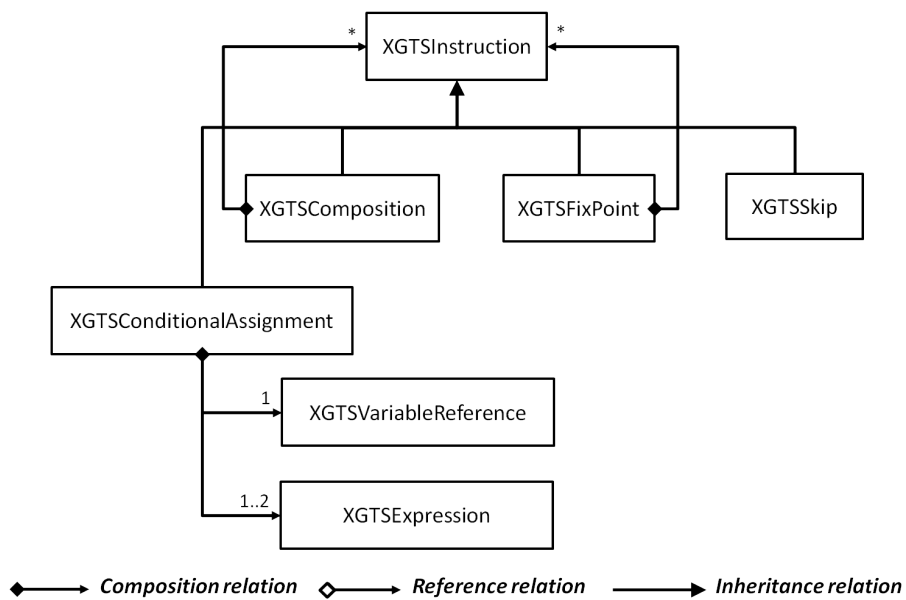 XGTSInstruction
*
*
XGTSComposition
XGTSFixPoint
XGTSSkip
XGTSConditionalAssignment
1
XGTSVariableReference
1..2
XGTSExpression
Composition relation
Reference relation
Inheritance relation